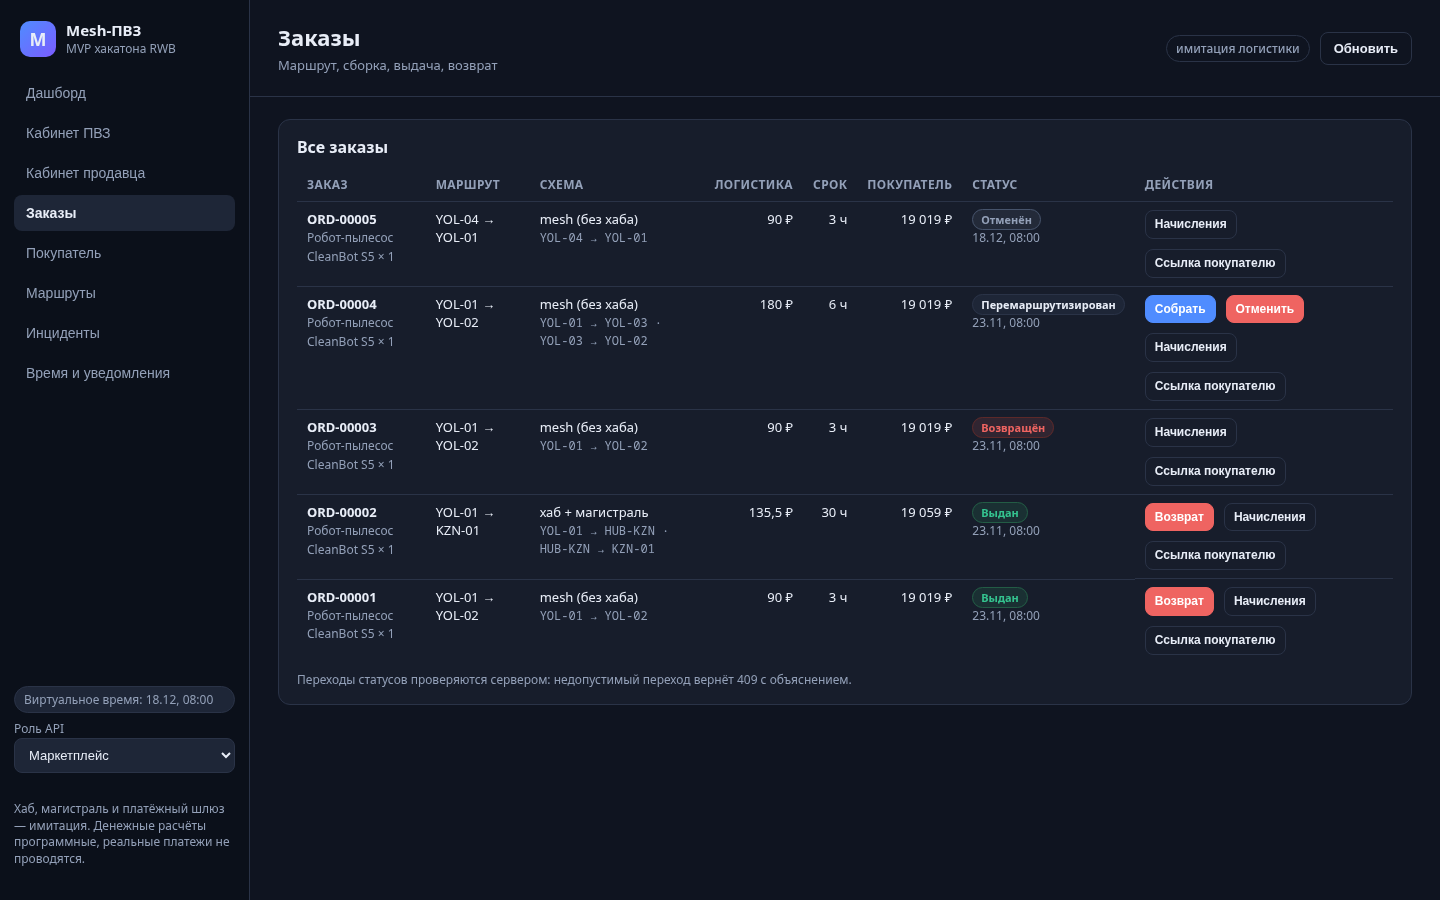 M
Mesh-ПВЗ
MVP хакатона RWB
Дашборд
Кабинет ПВЗ
Кабинет продавца
Заказы
Покупатель
Маршруты
Инциденты
Время и уведомления
Виртуальное время: 18.12, 08:00
Роль API
Маркетплейс
Хаб, магистраль и платёжный шлюз
— имитация. Денежные расчёты
программные, реальные платежи не
проводятся.
Заказы
Маршрут, сборка, выдача, возврат
имитация логистики
Обновить
Все заказы
ЗАКАЗ МАРШРУТ СХЕМА ЛОГИСТИКА СРОК ПОКУПАТЕЛЬ СТАТУС ДЕЙСТВИЯ
ORD-00005 YOL-04 → mesh (без хаба) 90 ₽ 3 ч 19 019 ₽ Отменён Начисления
Робот-пылесос YOL-01 YOL-04 → YOL-01 18.12, 08:00
CleanBot S5 × 1 Ссылка покупателю
ORD-00004 YOL-01 → mesh (без хаба) 180 ₽ 6 ч 19 019 ₽ Перемаршрутизирован Собрать Отменить
Робот-пылесос YOL-02 YOL-01 → YOL-03 · 23.11, 08:00
CleanBot S5 × 1 YOL-03 → YOL-02 Начисления
Ссылка покупателю
ORD-00003 YOL-01 → mesh (без хаба) 90 ₽ 3 ч 19 019 ₽ Возвращён Начисления
Робот-пылесос YOL-02 YOL-01 → YOL-02 23.11, 08:00
CleanBot S5 × 1 Ссылка покупателю
ORD-00002 YOL-01 → хаб + магистраль 135,5 ₽ 30 ч 19 059 ₽ Выдан Возврат Начисления
Робот-пылесос KZN-01 YOL-01 → HUB-KZN · 23.11, 08:00
CleanBot S5 × 1 HUB-KZN → KZN-01 Ссылка покупателю
ORD-00001 YOL-01 → mesh (без хаба) 90 ₽ 3 ч 19 019 ₽ Выдан Возврат Начисления
Робот-пылесос YOL-02 YOL-01 → YOL-02 23.11, 08:00
CleanBot S5 × 1 Ссылка покупателю
Переходы статусов проверяются сервером: недопустимый переход вернёт 409 с объяснением.